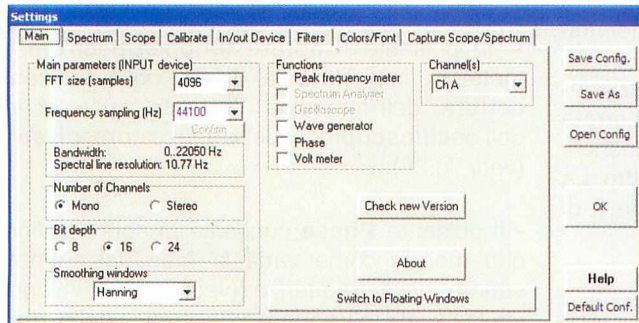 Settings
Main Spectrum Scope Calibrate In/out Device Filters Colors/Font Capture Scope/Spectrum
Main parameters (INPUT device)
FFT size (samples) 4096
Frequency sampling (Hz) 44100
Confirm
Bandwidth: 0..22050 Hz
Spectral line resolution: 10.77 Hz
Number of Channels
Mono Stereo
Bit depth
8 16 24
Smoothing windows
Hanning
Functions
Peak frequency meter
Spectrum Analyser
Oscilloscope
Wave generator
Phase
Volt meter
Channel(s)
Ch A
Check new Version
About
Switch to Floating Windows
Save Config.
Save As
Open Config
OK
Help
Default Conf.